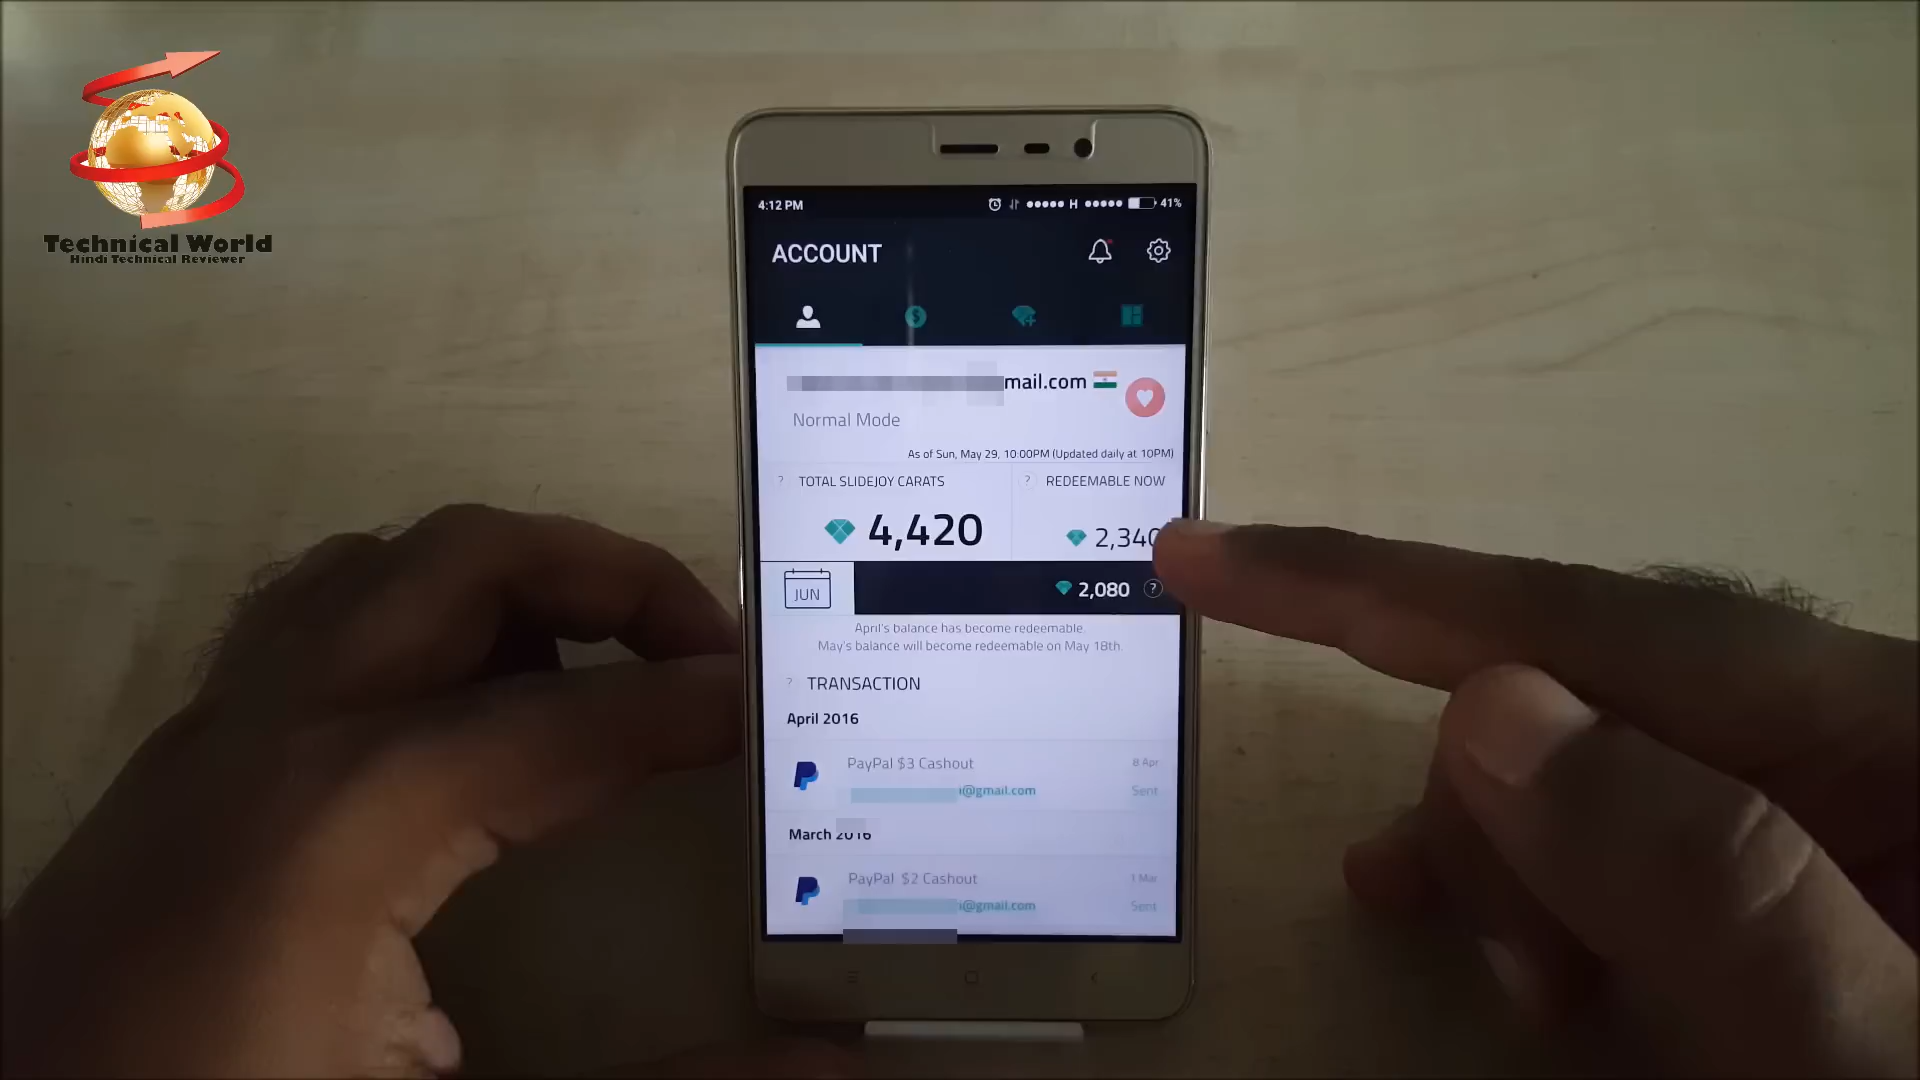 Technical World
Hindi Technical Reviewer
4:12 PM
H
41%
ACCOUNT
mail.com
Normal Mode
As of Sun, May 29, 10:00PM (Updated daily at 10PM)
? TOTAL SLIDEJOY CARATS
? REDEEMABLE NOW
4,420
2,340
JUN
2,080 ?
April's balance has become redeemable.
May's balance will become redeemable on May 18th.
? TRANSACTION
April 2016
PayPal $3 Cashout
8 Apr
i@gmail.com
Sent
March 2016
PayPal $2 Cashout
1 Mar
i@gmail.com
Sent